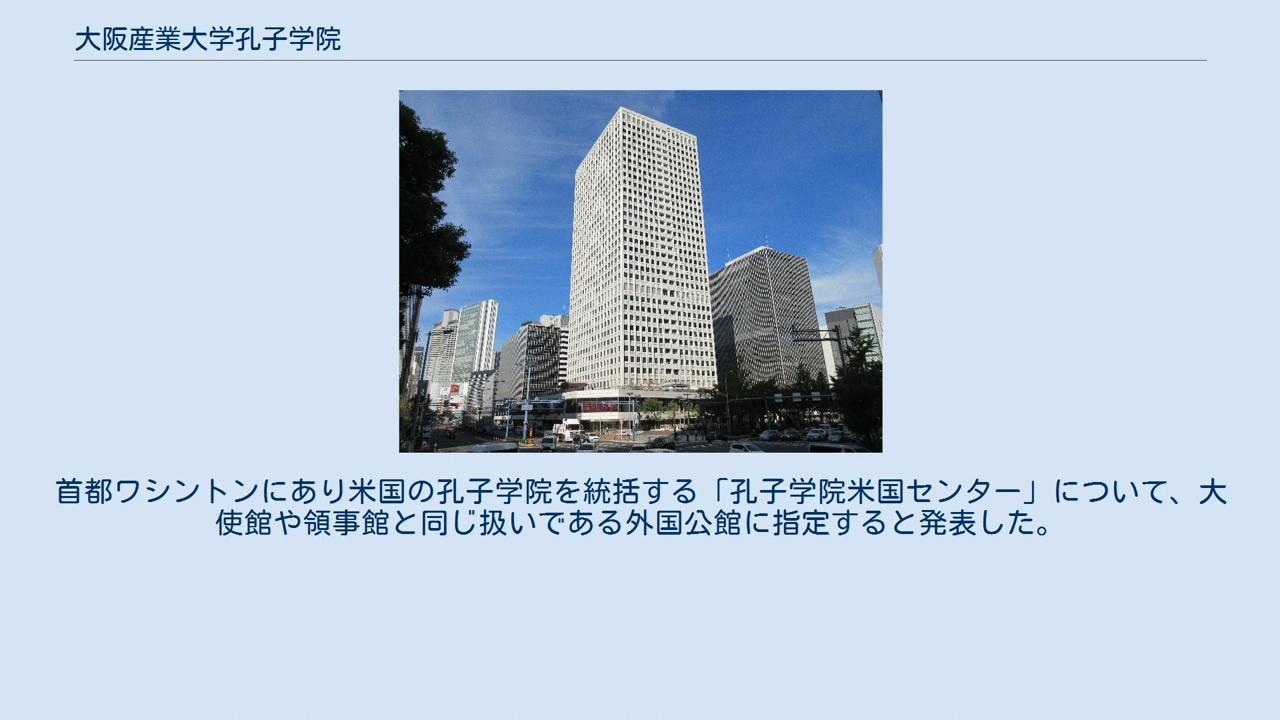 大阪産業大学孔子学院
首都ワシントンにあり米国の孔子学院を統括する「孔子学院米国センター」について、大
使館や領事館と同じ扱いである外国公館に指定すると発表した。